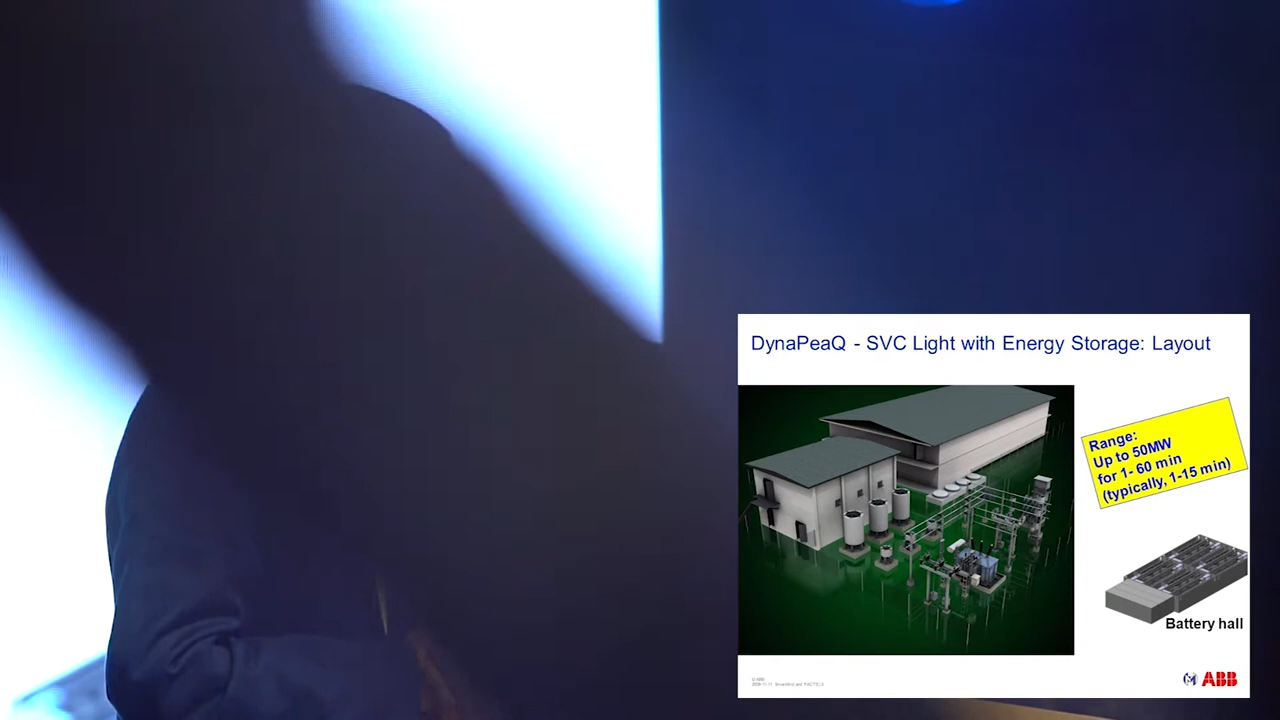 DynaPeaQ - SVC Light with Energy Storage: Layout
Range:
Up to 50MW
for 1- 60 min
(typically, 1-15 min)
Battery hall
ABB